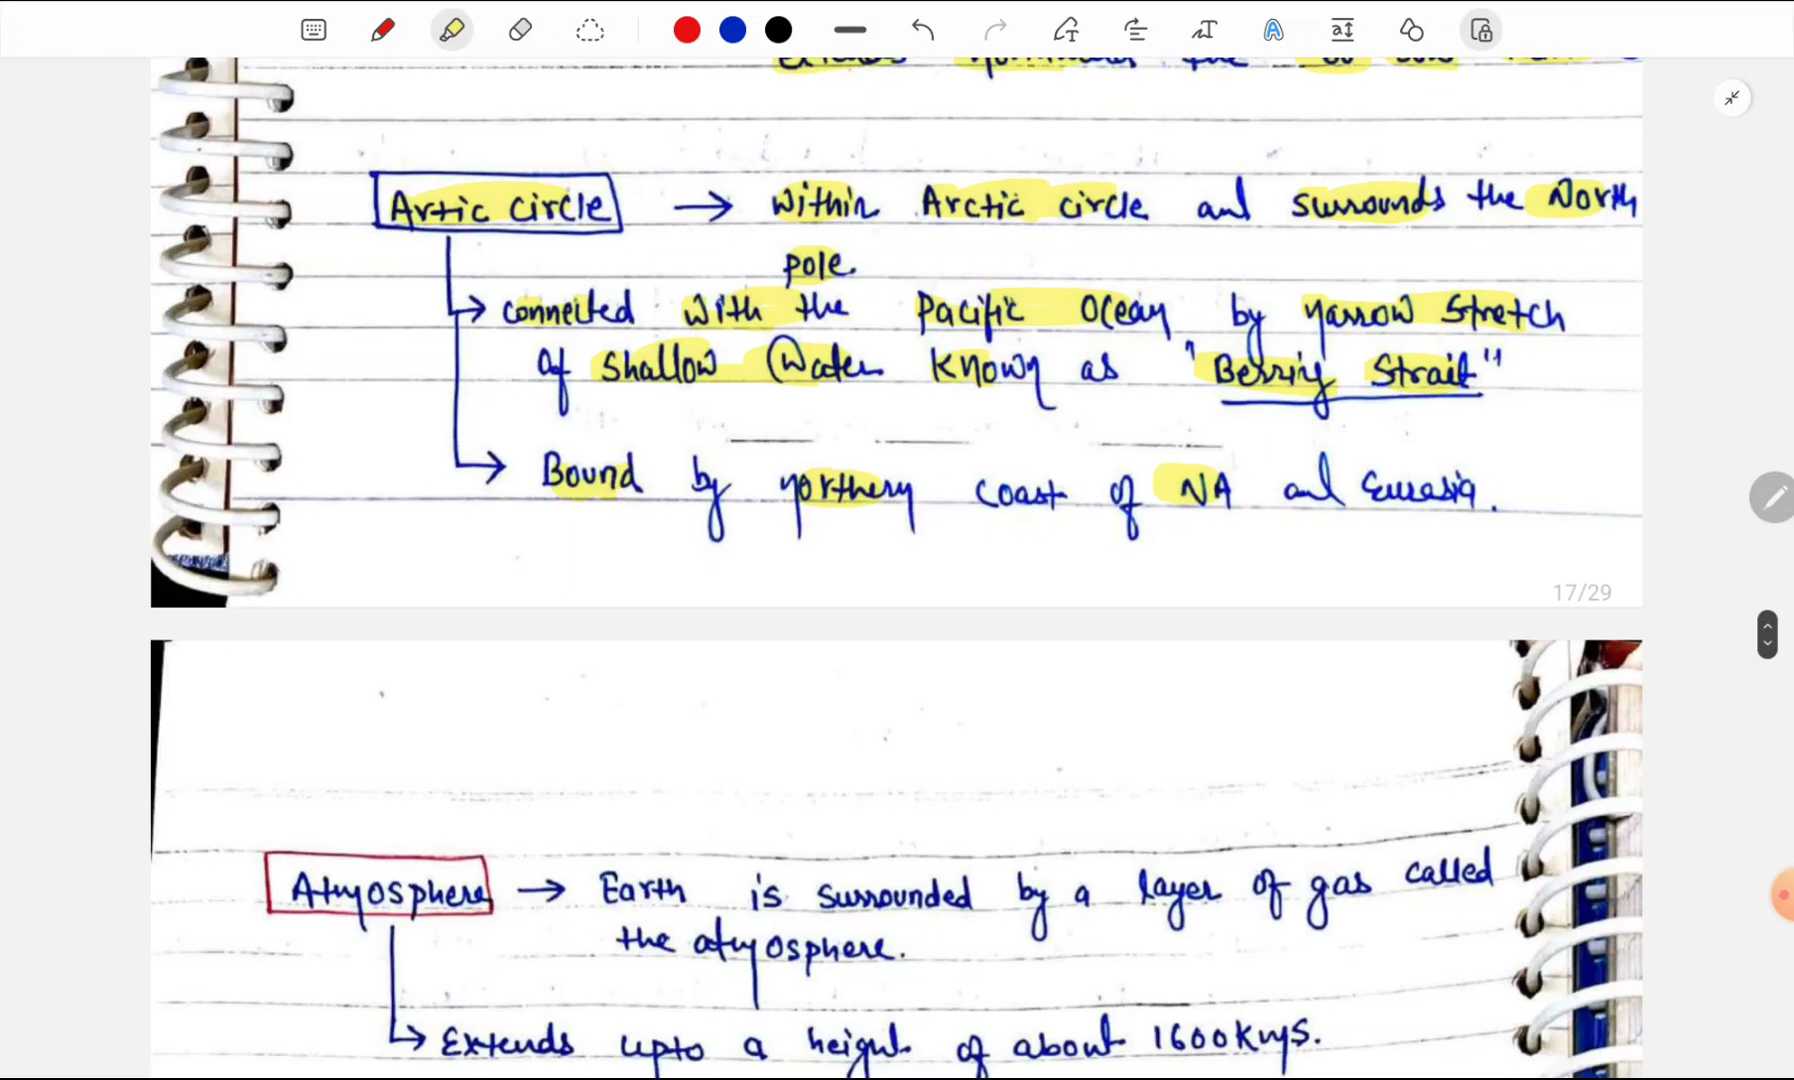 Artic circle → Within Arctic circle and surrounds the North
pole.
→ connected with the Pacific Ocean by narrow stretch
of shallow water known as "Berring Strait"
→ Bound by northern coast of NA and Eurasia.
17/29
Atmosphere → Earth is surrounded by a layer of gas called
the atmosphere.
→ Extends upto a height of about 1600kms.